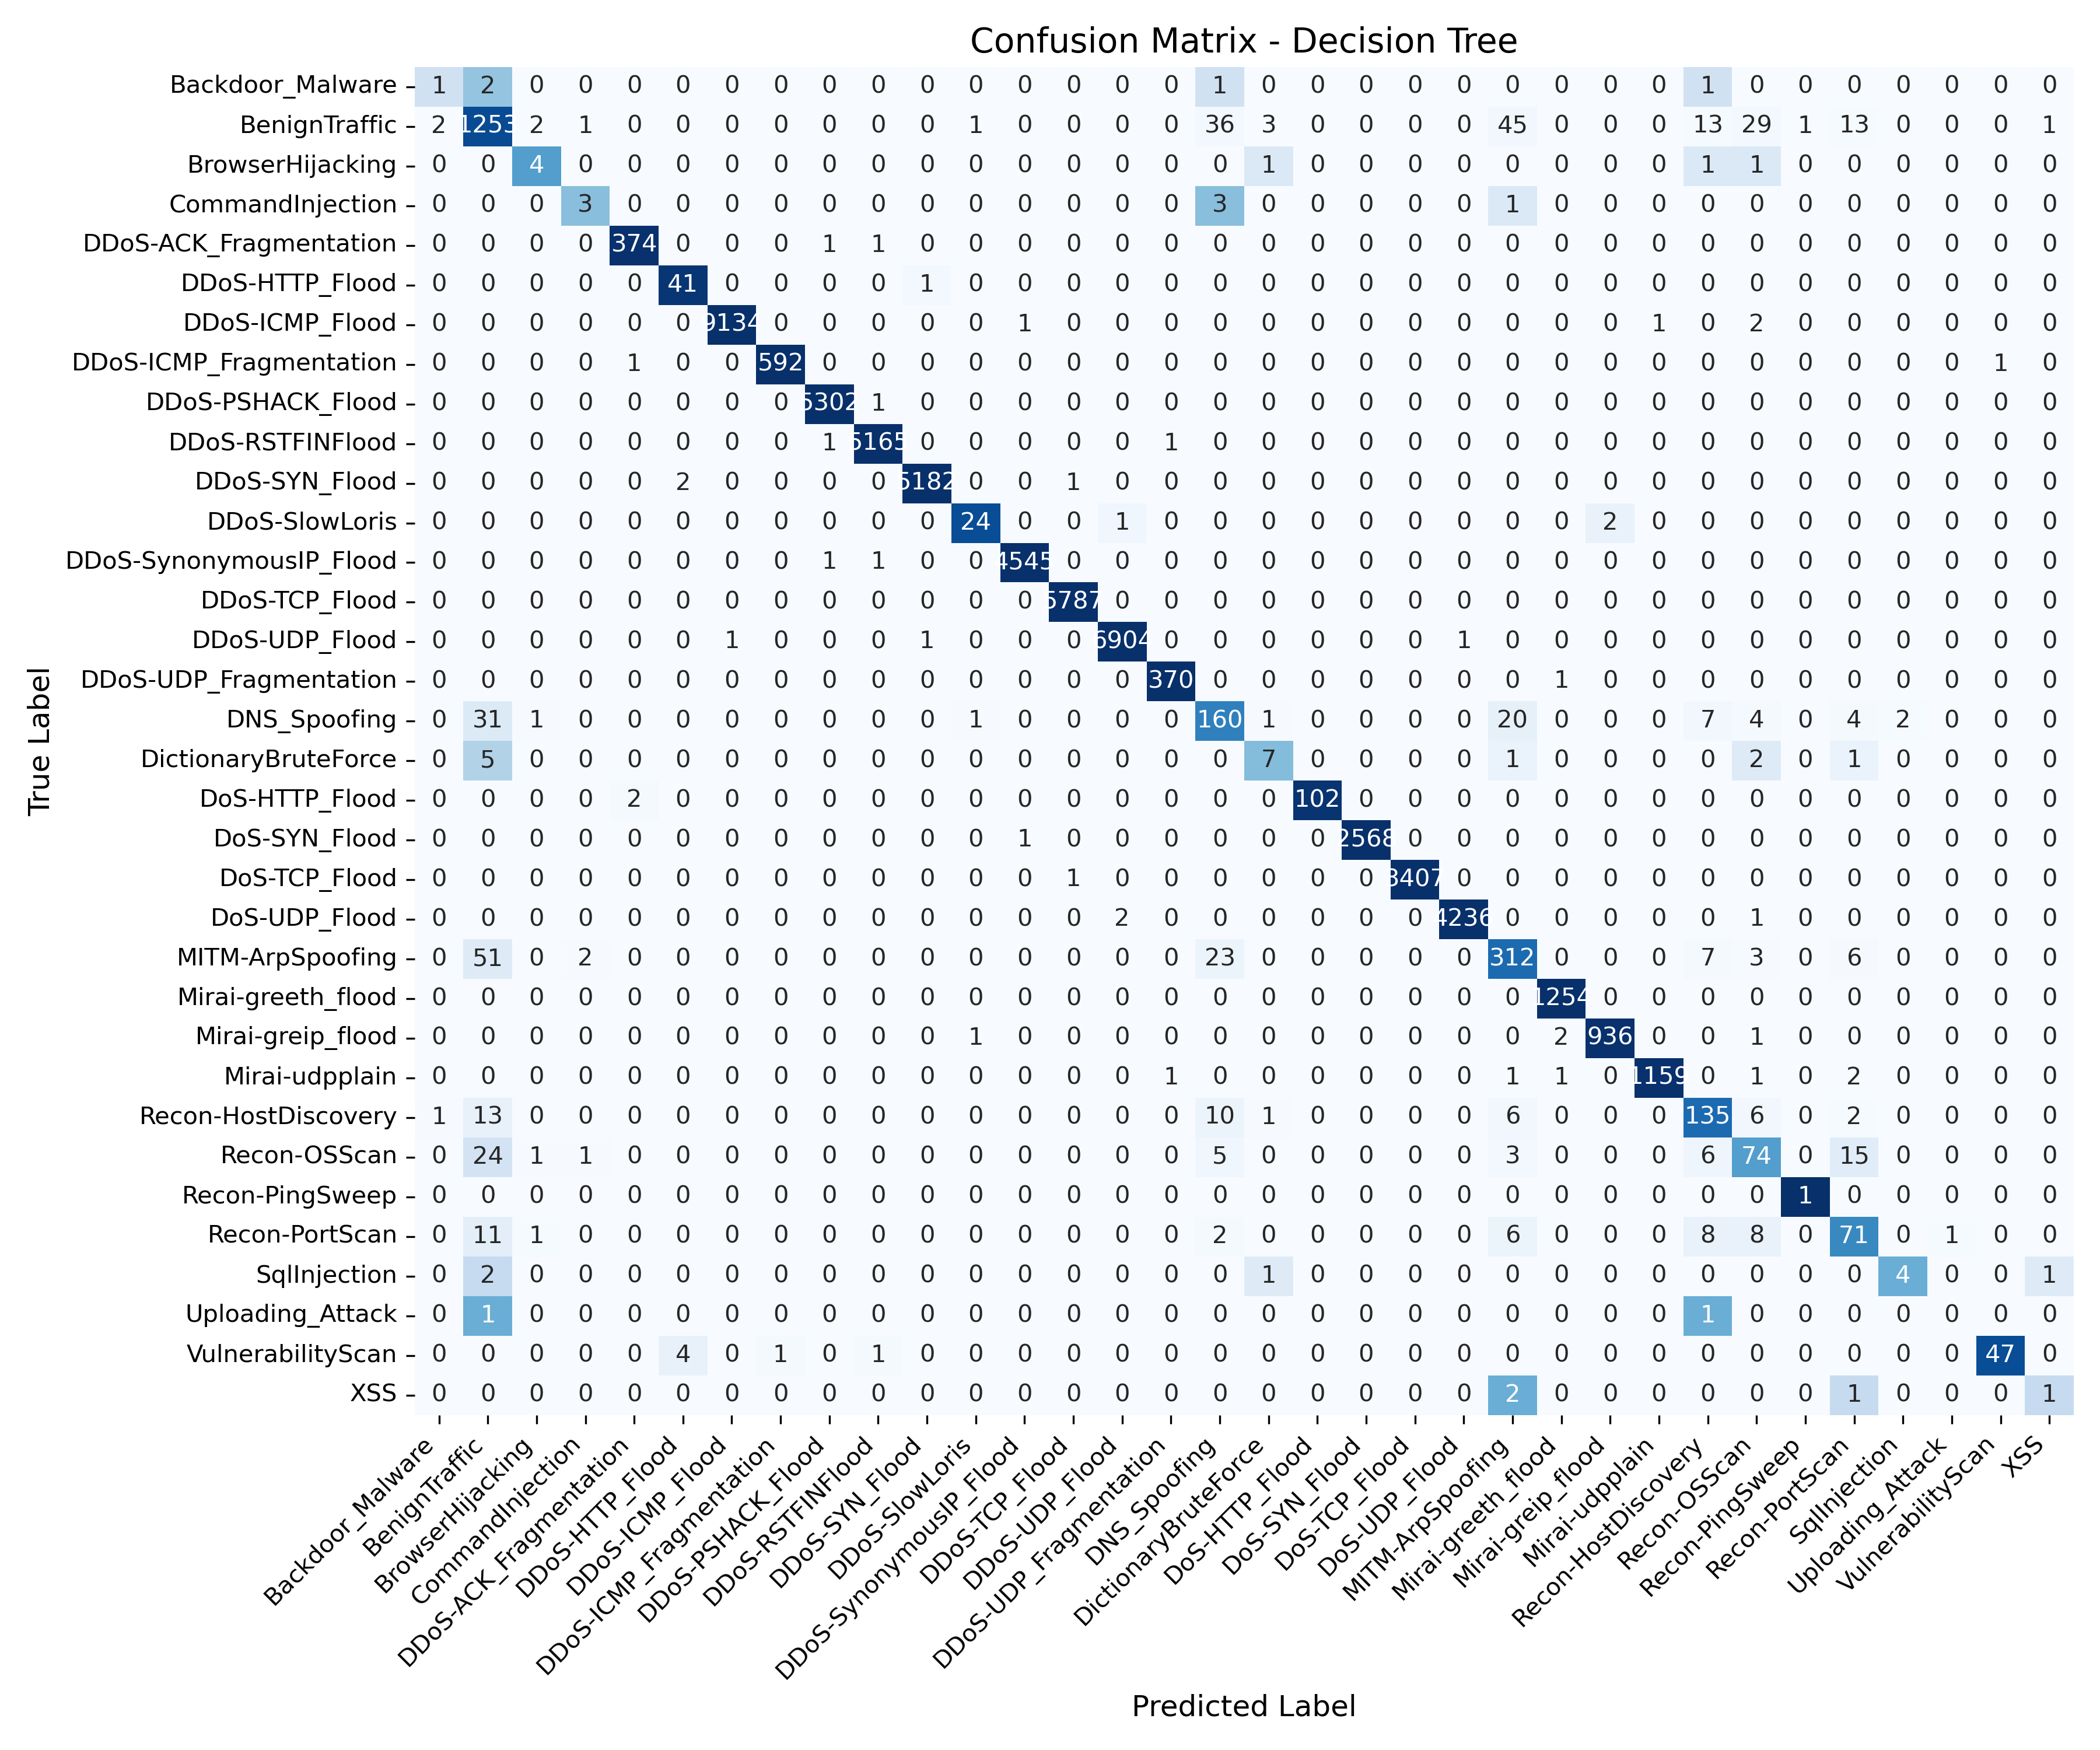 Confusion Matrix - Decision Tree
True Label
Backdoor_Malware 1 2 0 0 0 0 0 0 0 0 0 0 0 0 0 0 1 0 0 0 0 0 0 0 0 0 1 0 0 0 0 0 0 0
BenignTraffic 2 1253 2 1 0 0 0 0 0 0 0 1 0 0 0 0 36 3 0 0 0 0 45 0 0 0 13 29 1 13 0 0 0 1
BrowserHijacking 0 0 4 0 0 0 0 0 0 0 0 0 0 0 0 0 0 1 0 0 0 0 0 0 0 0 1 1 0 0 0 0 0 0
CommandInjection 0 0 0 3 0 0 0 0 0 0 0 0 0 0 0 0 3 0 0 0 0 0 1 0 0 0 0 0 0 0 0 0 0 0
DDoS-ACK_Fragmentation 0 0 0 0 374 0 0 0 1 1 0 0 0 0 0 0 0 0 0 0 0 0 0 0 0 0 0 0 0 0 0 0 0 0
DDoS-HTTP_Flood 0 0 0 0 0 41 0 0 0 0 1 0 0 0 0 0 0 0 0 0 0 0 0 0 0 0 0 0 0 0 0 0 0 0
DDoS-ICMP_Flood 0 0 0 0 0 0 9134 0 0 0 0 0 1 0 0 0 0 0 0 0 0 0 0 0 0 1 0 2 0 0 0 0 0 0
DDoS-ICMP_Fragmentation 0 0 0 0 1 0 0 592 0 0 0 0 0 0 0 0 0 0 0 0 0 0 0 0 0 0 0 0 0 0 0 0 1 0
DDoS-PSHACK_Flood 0 0 0 0 0 0 0 0 5302 1 0 0 0 0 0 0 0 0 0 0 0 0 0 0 0 0 0 0 0 0 0 0 0 0
DDoS-RSTFINFlood 0 0 0 0 0 0 0 0 1 5165 0 0 0 0 0 1 0 0 0 0 0 0 0 0 0 0 0 0 0 0 0 0 0 0
DDoS-SYN_Flood 0 0 0 0 0 2 0 0 0 0 5182 0 0 1 0 0 0 0 0 0 0 0 0 0 0 0 0 0 0 0 0 0 0 0
DDoS-SlowLoris 0 0 0 0 0 0 0 0 0 0 0 24 0 0 1 0 0 0 0 0 0 0 0 0 2 0 0 0 0 0 0 0 0 0
DDoS-SynonymousIP_Flood 0 0 0 0 0 0 0 0 1 1 0 0 4545 0 0 0 0 0 0 0 0 0 0 0 0 0 0 0 0 0 0 0 0 0
DDoS-TCP_Flood 0 0 0 0 0 0 0 0 0 0 0 0 0 5787 0 0 0 0 0 0 0 0 0 0 0 0 0 0 0 0 0 0 0 0
DDoS-UDP_Flood 0 0 0 0 0 0 1 0 0 0 1 0 0 0 6904 0 0 0 0 0 0 1 0 0 0 0 0 0 0 0 0 0 0 0
DDoS-UDP_Fragmentation 0 0 0 0 0 0 0 0 0 0 0 0 0 0 0 370 0 0 0 0 0 0 0 1 0 0 0 0 0 0 0 0 0 0
DNS_Spoofing 0 31 1 0 0 0 0 0 0 0 0 1 0 0 0 0 160 1 0 0 0 0 20 0 0 0 7 4 0 4 2 0 0 0
DictionaryBruteForce 0 5 0 0 0 0 0 0 0 0 0 0 0 0 0 0 0 7 0 0 0 0 1 0 0 0 0 2 0 1 0 0 0 0
DoS-HTTP_Flood 0 0 0 0 2 0 0 0 0 0 0 0 0 0 0 0 0 0 102 0 0 0 0 0 0 0 0 0 0 0 0 0 0 0
DoS-SYN_Flood 0 0 0 0 0 0 0 0 0 0 0 0 1 0 0 0 0 0 0 2568 0 0 0 0 0 0 0 0 0 0 0 0 0 0
DoS-TCP_Flood 0 0 0 0 0 0 0 0 0 0 0 0 0 1 0 0 0 0 0 0 3407 0 0 0 0 0 0 0 0 0 0 0 0 0
DoS-UDP_Flood 0 0 0 0 0 0 0 0 0 0 0 0 0 0 2 0 0 0 0 0 0 4236 0 0 0 0 0 1 0 0 0 0 0 0
MITM-ArpSpoofing 0 51 0 2 0 0 0 0 0 0 0 0 0 0 0 0 23 0 0 0 0 0 312 0 0 0 7 3 0 6 0 0 0 0
Mirai-greeth_flood 0 0 0 0 0 0 0 0 0 0 0 0 0 0 0 0 0 0 0 0 0 0 0 1254 0 0 0 0 0 0 0 0 0 0
Mirai-greip_flood 0 0 0 0 0 0 0 0 0 0 0 1 0 0 0 0 0 0 0 0 0 0 0 2 936 0 0 1 0 0 0 0 0 0
Mirai-udpplain 0 0 0 0 0 0 0 0 0 0 0 0 0 0 0 1 0 0 0 0 0 0 1 1 0 1159 0 1 0 2 0 0 0 0
Recon-HostDiscovery 1 13 0 0 0 0 0 0 0 0 0 0 0 0 0 0 10 1 0 0 0 0 6 0 0 0 135 6 0 2 0 0 0 0
Recon-OSScan 0 24 1 1 0 0 0 0 0 0 0 0 0 0 0 0 5 0 0 0 0 0 3 0 0 0 6 74 0 15 0 0 0 0
Recon-PingSweep 0 0 0 0 0 0 0 0 0 0 0 0 0 0 0 0 0 0 0 0 0 0 0 0 0 0 0 0 1 0 0 0 0 0
Recon-PortScan 0 11 1 0 0 0 0 0 0 0 0 0 0 0 0 0 2 0 0 0 0 0 6 0 0 0 8 8 0 71 0 1 0 0
SqlInjection 0 2 0 0 0 0 0 0 0 0 0 0 0 0 0 0 0 1 0 0 0 0 0 0 0 0 0 0 0 0 4 0 0 1
Uploading_Attack 0 1 0 0 0 0 0 0 0 0 0 0 0 0 0 0 0 0 0 0 0 0 0 0 0 0 1 0 0 0 0 0 0 0
VulnerabilityScan 0 0 0 0 0 4 0 1 0 1 0 0 0 0 0 0 0 0 0 0 0 0 0 0 0 0 0 0 0 0 0 0 47 0
XSS 0 0 0 0 0 0 0 0 0 0 0 0 0 0 0 0 0 0 0 0 0 0 2 0 0 0 0 0 0 1 0 0 0 1
Backdoor_Malware
BenignTraffic
BrowserHijacking
CommandInjection
DDoS-ACK_Fragmentation
DDoS-HTTP_Flood
DDoS-ICMP_Flood
DDoS-ICMP_Fragmentation
DDoS-PSHACK_Flood
DDoS-RSTFINFlood
DDoS-SYN_Flood
DDoS-SlowLoris
DDoS-SynonymousIP_Flood
DDoS-TCP_Flood
DDoS-UDP_Flood
DDoS-UDP_Fragmentation
DNS_Spoofing
DictionaryBruteForce
DoS-HTTP_Flood
DoS-SYN_Flood
DoS-TCP_Flood
DoS-UDP_Flood
MITM-ArpSpoofing
Mirai-greeth_flood
Mirai-greip_flood
Mirai-udpplain
Recon-HostDiscovery
Recon-OSScan
Recon-PingSweep
Recon-PortScan
SqlInjection
Uploading_Attack
VulnerabilityScan
XSS
Predicted Label